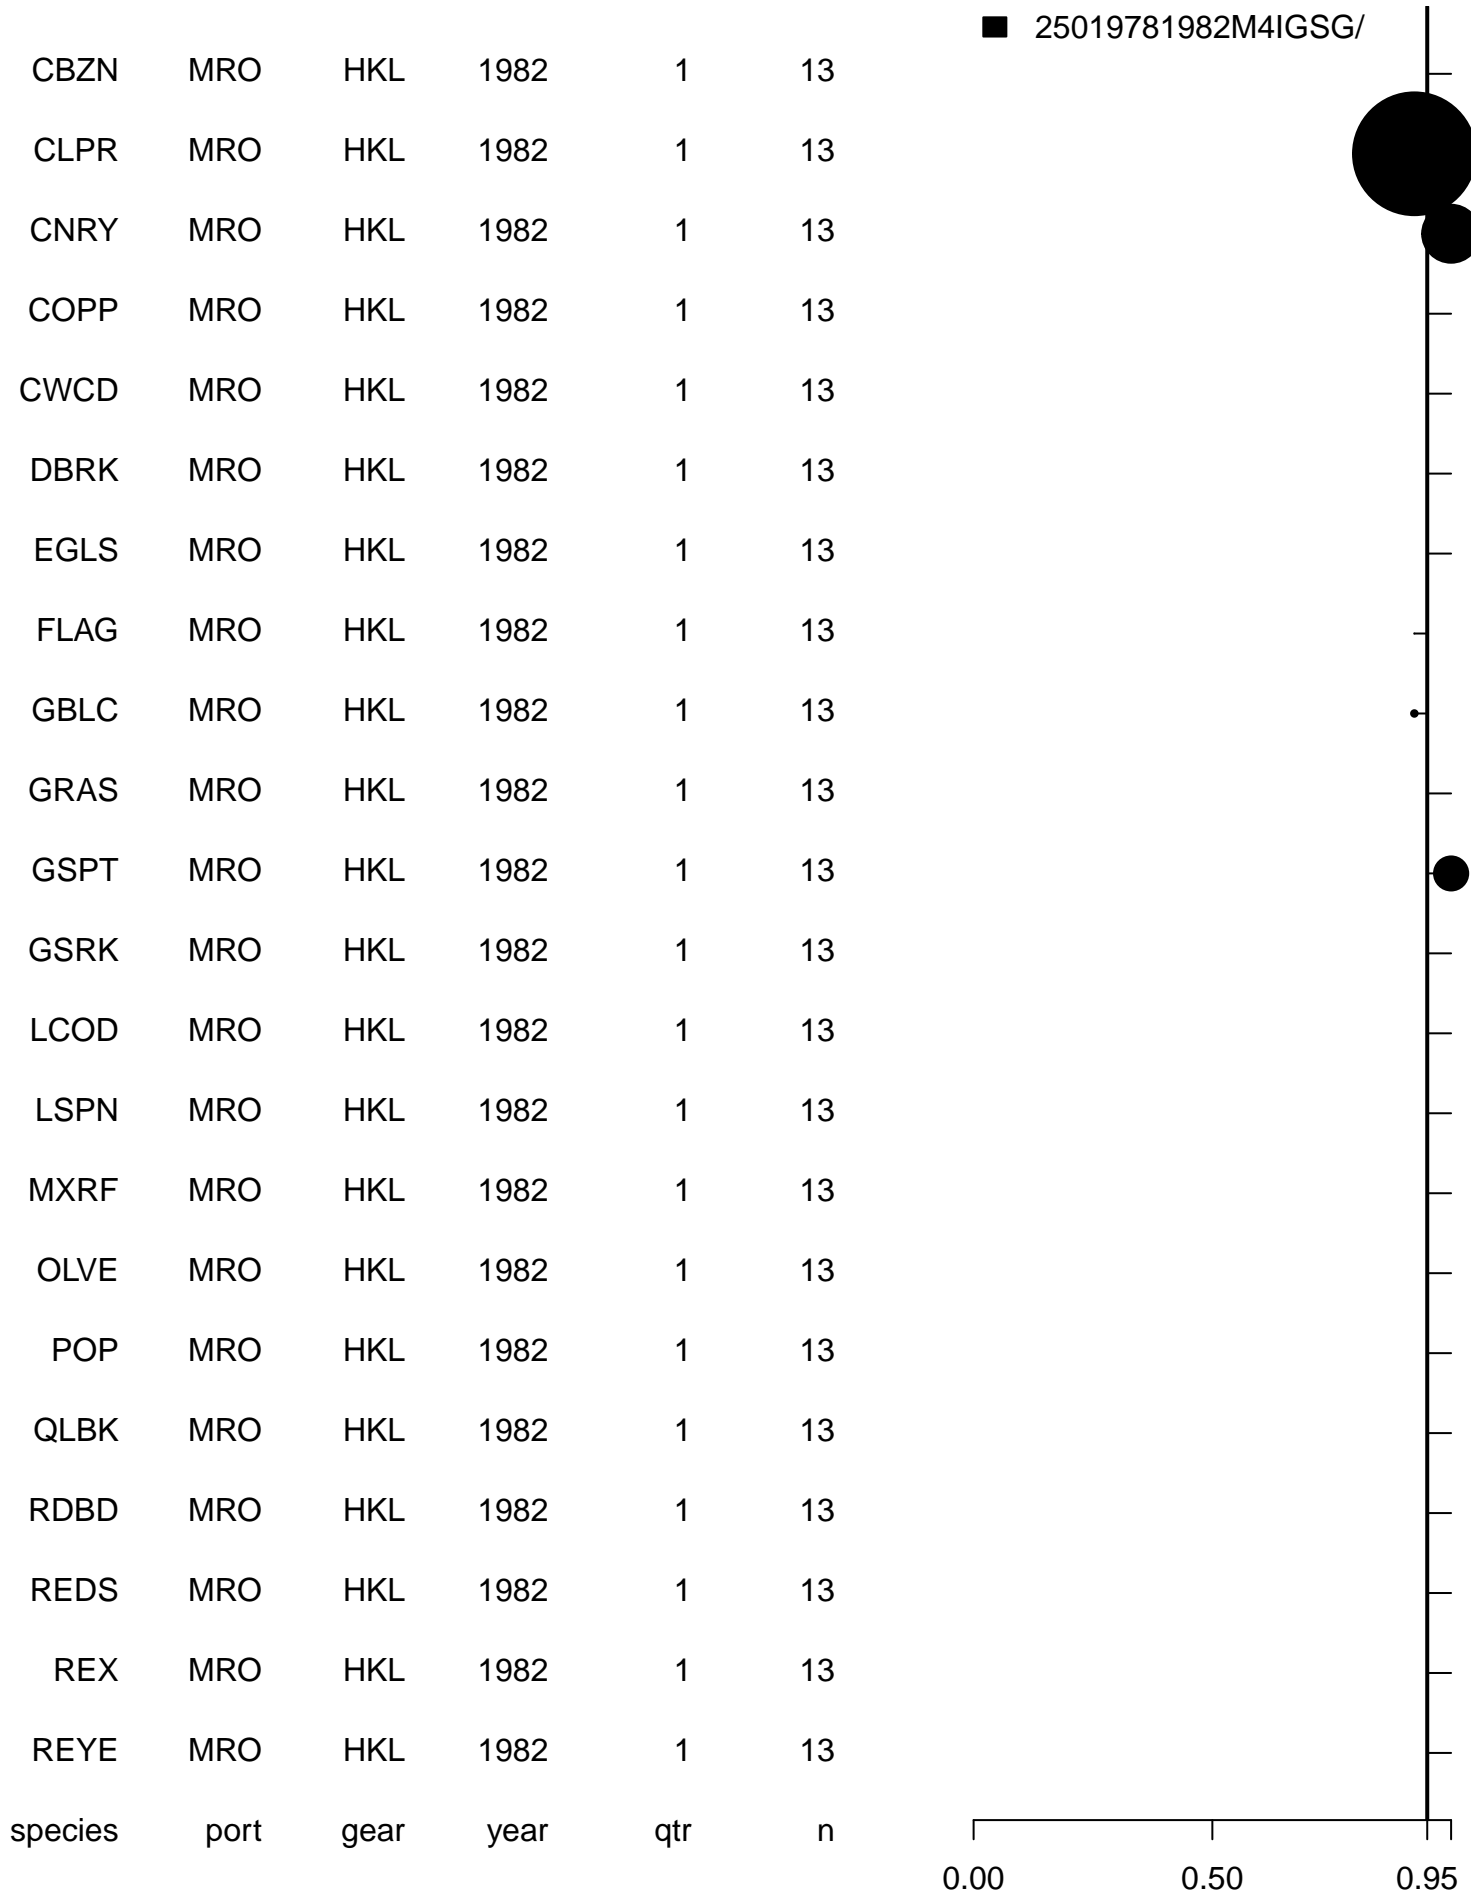 25019781982M4IGSG/
CBZN MRO HKL 1982 1 13
CLPR MRO HKL 1982 1 13
CNRY MRO HKL 1982 1 13
COPP MRO HKL 1982 1 13
CWCD MRO HKL 1982 1 13
DBRK MRO HKL 1982 1 13
EGLS MRO HKL 1982 1 13
FLAG MRO HKL 1982 1 13
GBLC MRO HKL 1982 1 13
GRAS MRO HKL 1982 1 13
GSPT MRO HKL 1982 1 13
GSRK MRO HKL 1982 1 13
LCOD MRO HKL 1982 1 13
LSPN MRO HKL 1982 1 13
MXRF MRO HKL 1982 1 13
OLVE MRO HKL 1982 1 13
POP MRO HKL 1982 1 13
QLBK MRO HKL 1982 1 13
RDBD MRO HKL 1982 1 13
REDS MRO HKL 1982 1 13
REX MRO HKL 1982 1 13
REYE MRO HKL 1982 1 13
species port gear year qtr n
0.00 0.50 0.95